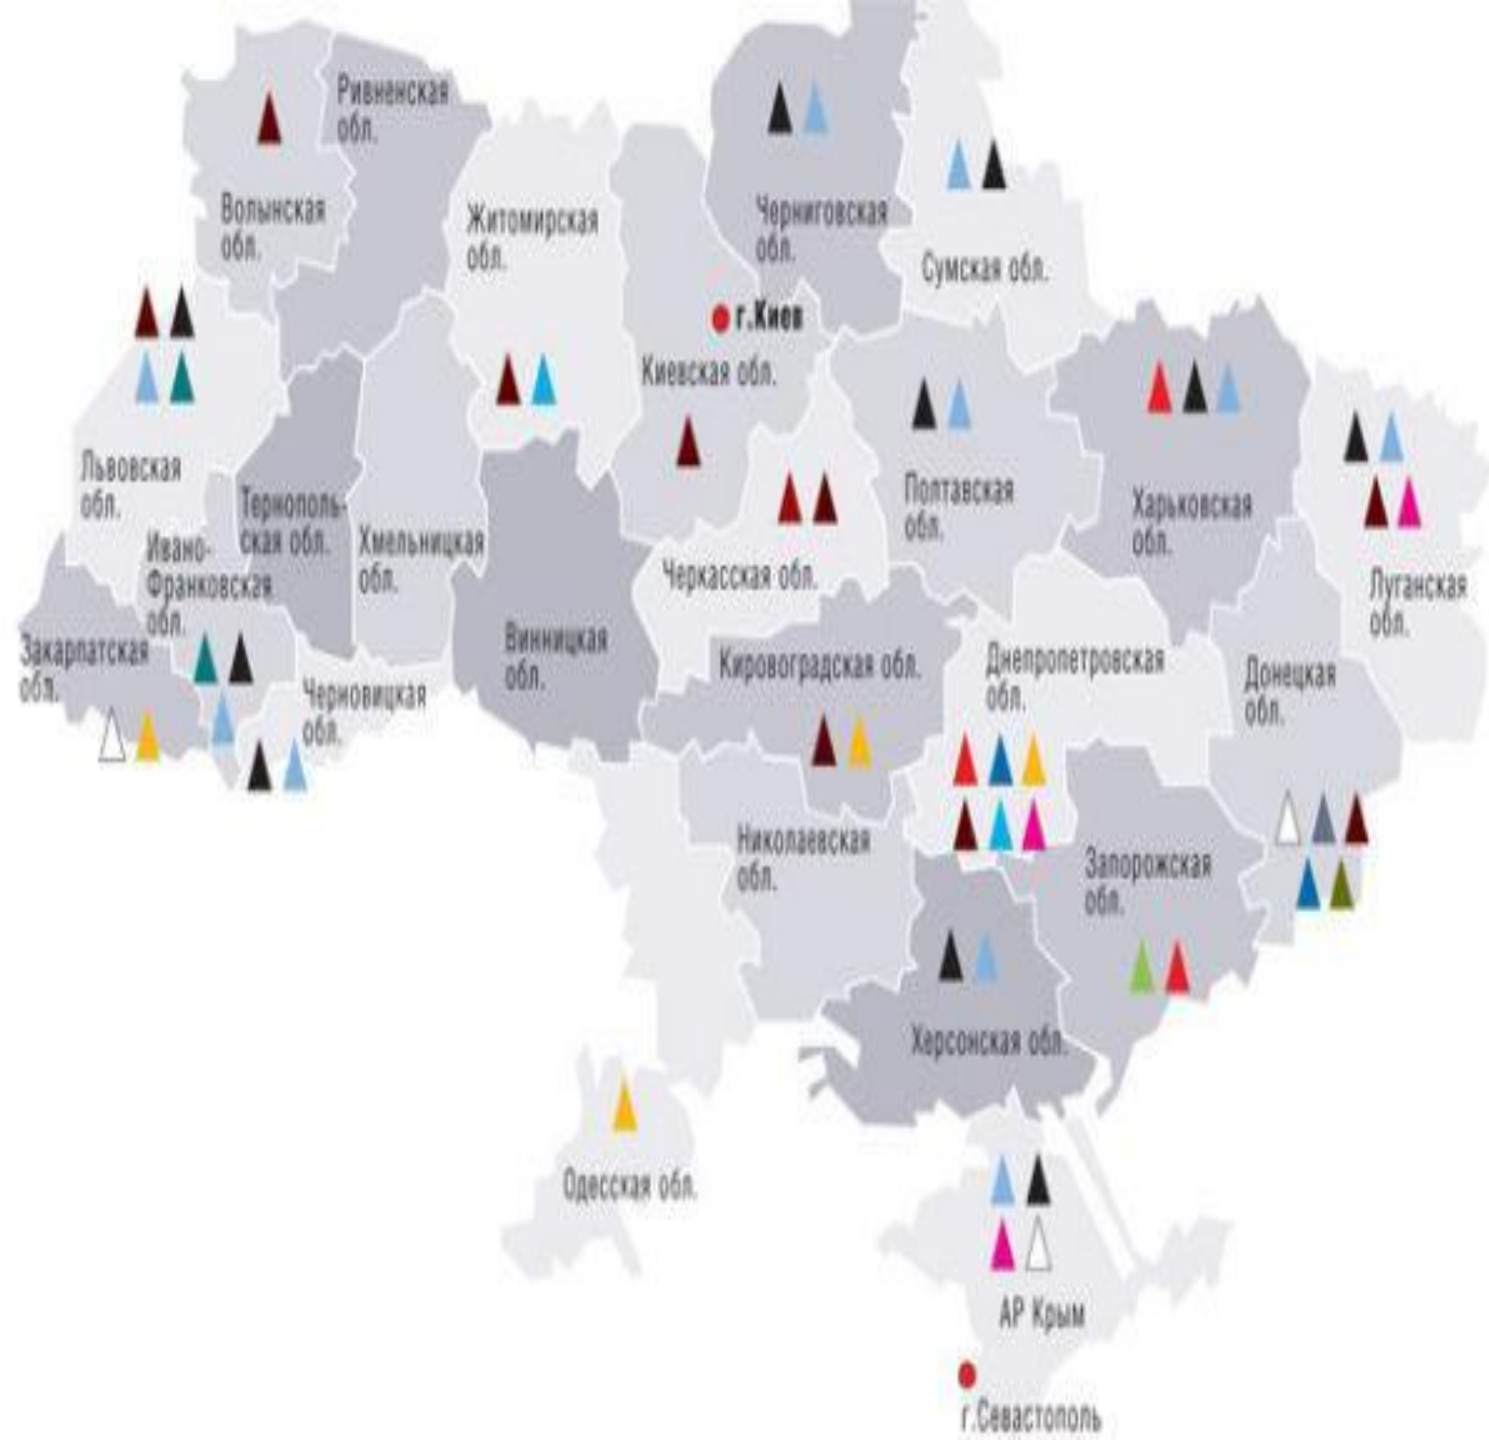 Ривненская
обл.
Волынская
обл.
Житомирская
обл.
Черниговская
обл.
Сумская обл.
г.Киев
Киевская обл.
Львовская
обл.
Тернополь-
ская обл.
Хмельницкая
обл.
Ивано-
Франковская
обл.
Закарпатская
обл.
Черновицкая
обл.
Винницкая
обл.
Черкасская обл.
Полтавская
обл.
Харьковская
обл.
Луганская
обл.
Кировоградская обл.
Днепропетровская
обл.
Донецкая
обл.
Николаевская
обл.
Запорожская
обл.
Херсонская обл.
Одесская обл.
АР Крым
г.Севастополь